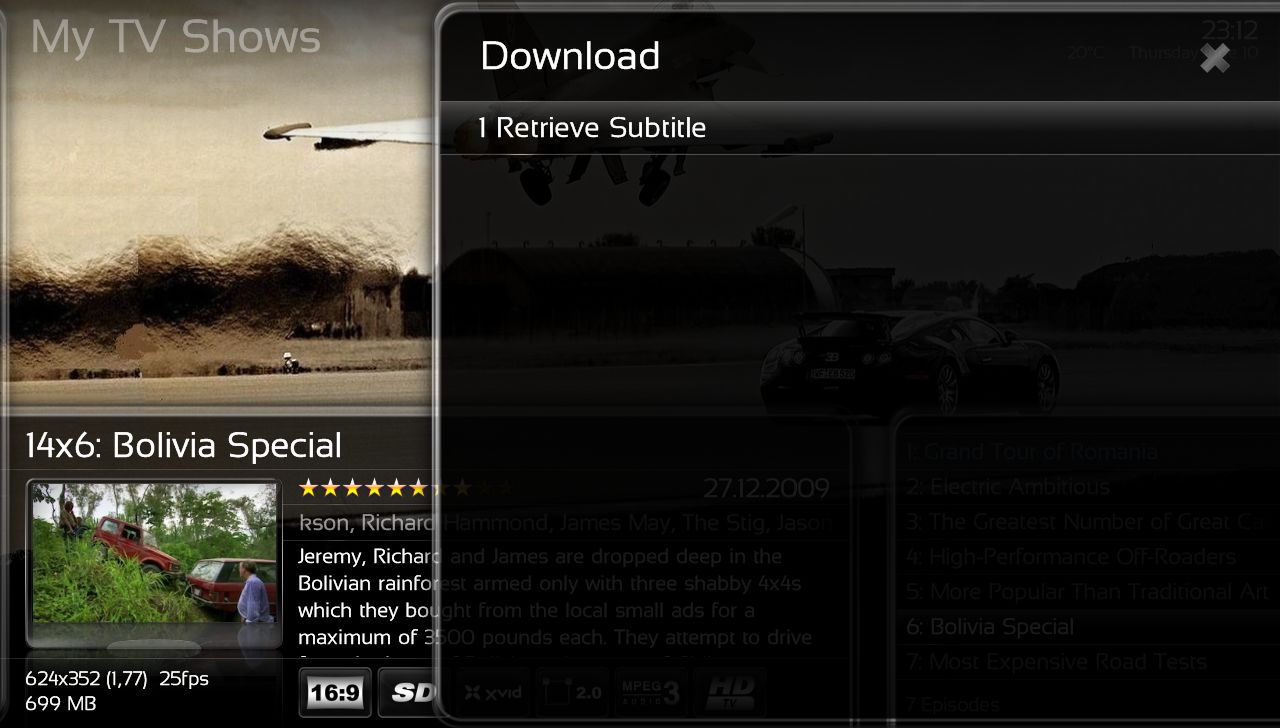 My TV Shows
Download
23:12
20°C Thursday 10
1 Retrieve Subtitle
14x6: Bolivia Special
27.12.2009
kson, Richard Hammond, James May, The Stig, Jason
Jeremy, Richard and James are dropped deep in the
Bolivian rainforest armed only with three shabby 4x4s
which they bought from the local small ads for a
maximum of 3500 pounds each. They attempt to drive
624x352 (1,77) 25fps
699 MB
16:9
SD
xvid
2.0
MPEG AUDIO 3
HD TV
1: Grand Tour of Romania
2: Electric Ambitious
3: The Greatest Number of Great Ca
4: High-Performance Off-Roaders
5: More Popular Than Traditional Art
6: Bolivia Special
7: Most Expensive Road Tests
7 Episodes